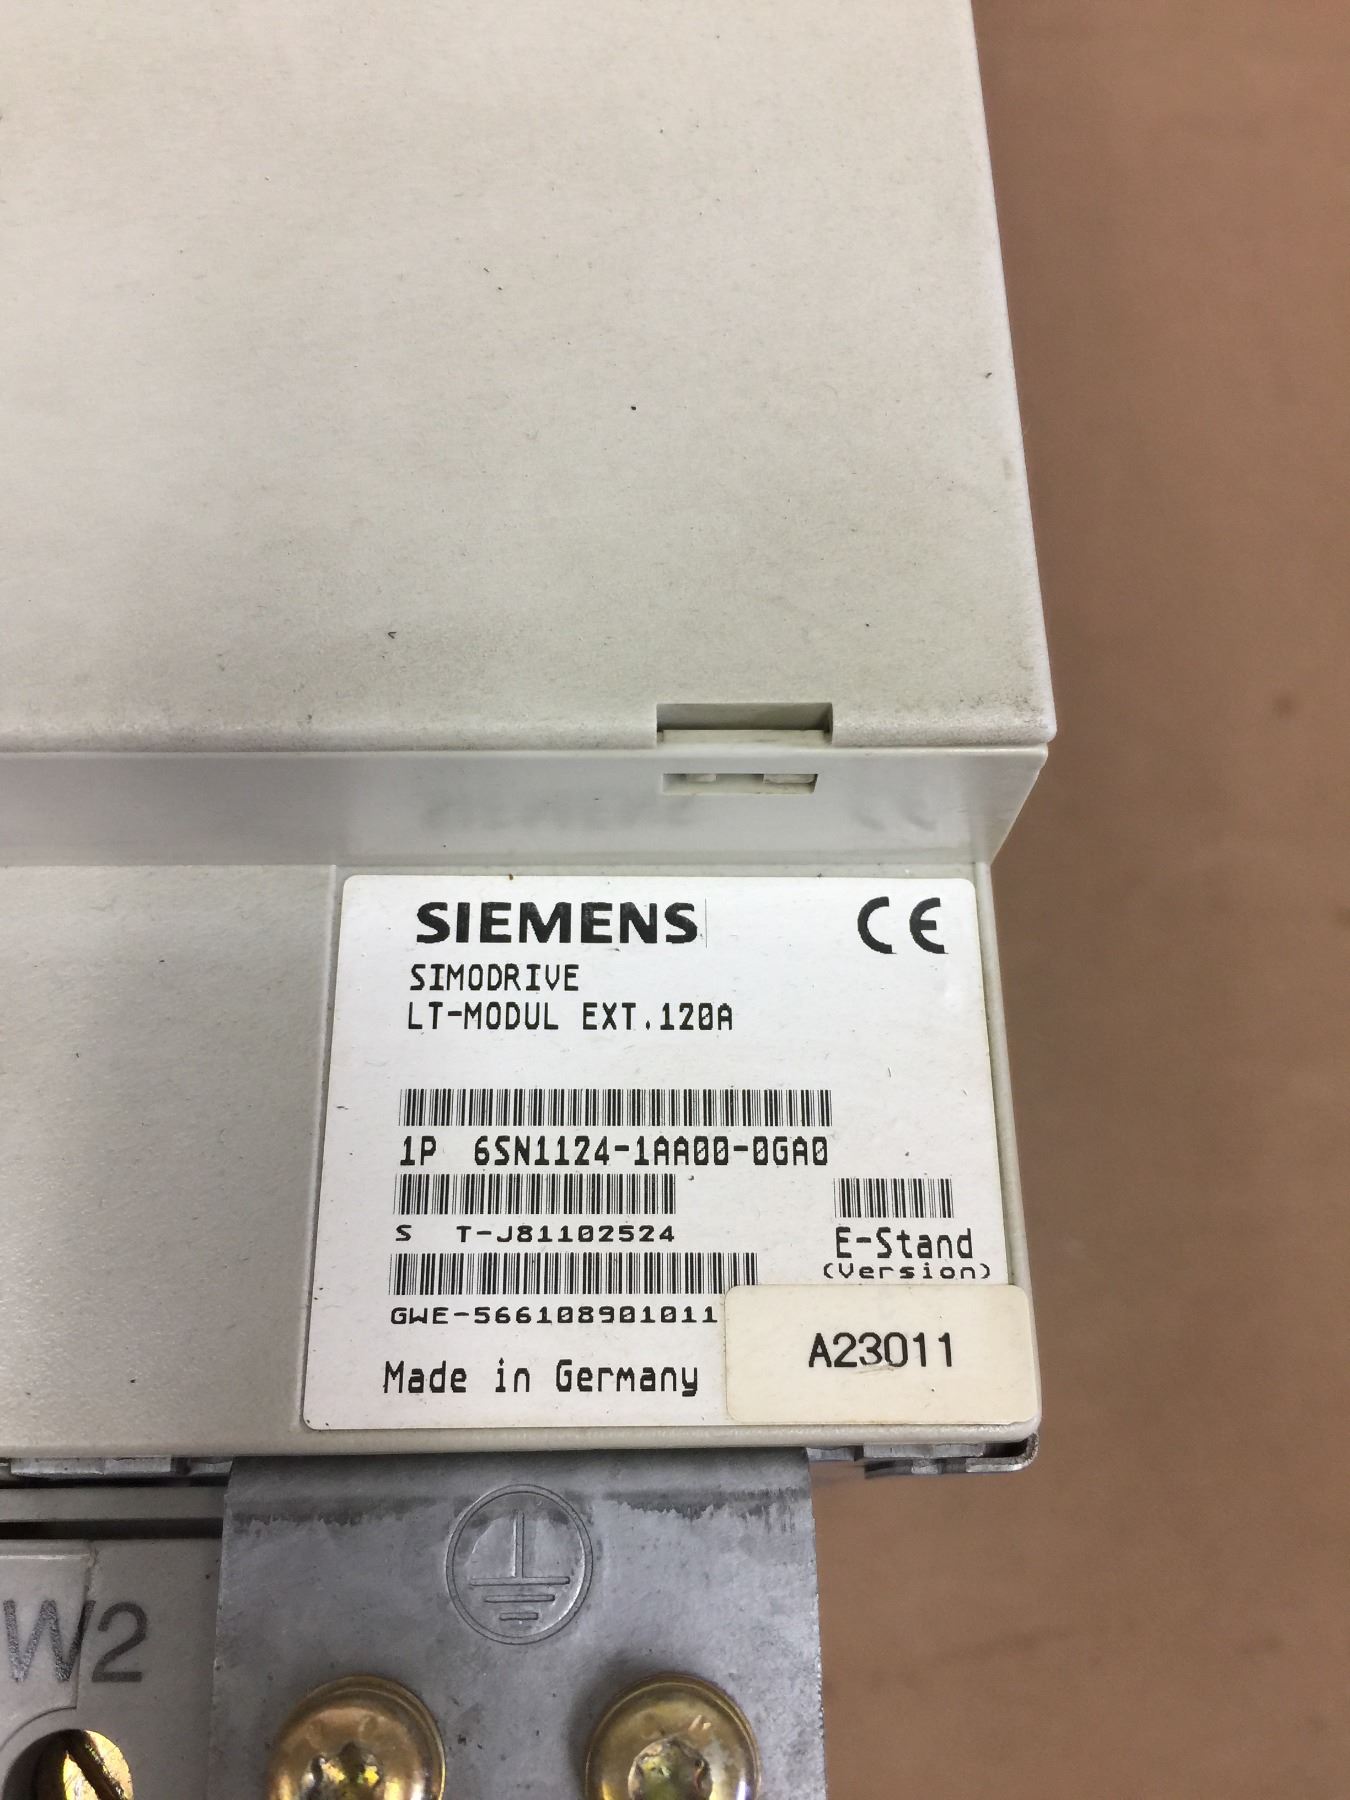 SIEMENS CE
SIMODRIVE
LT-MODUL EXT.120A
1P 6SN1124-1AA00-0GA0
S T-J81102524
E-Stand
(Version)
GWE-566108901011
A23011
Made in Germany
W2